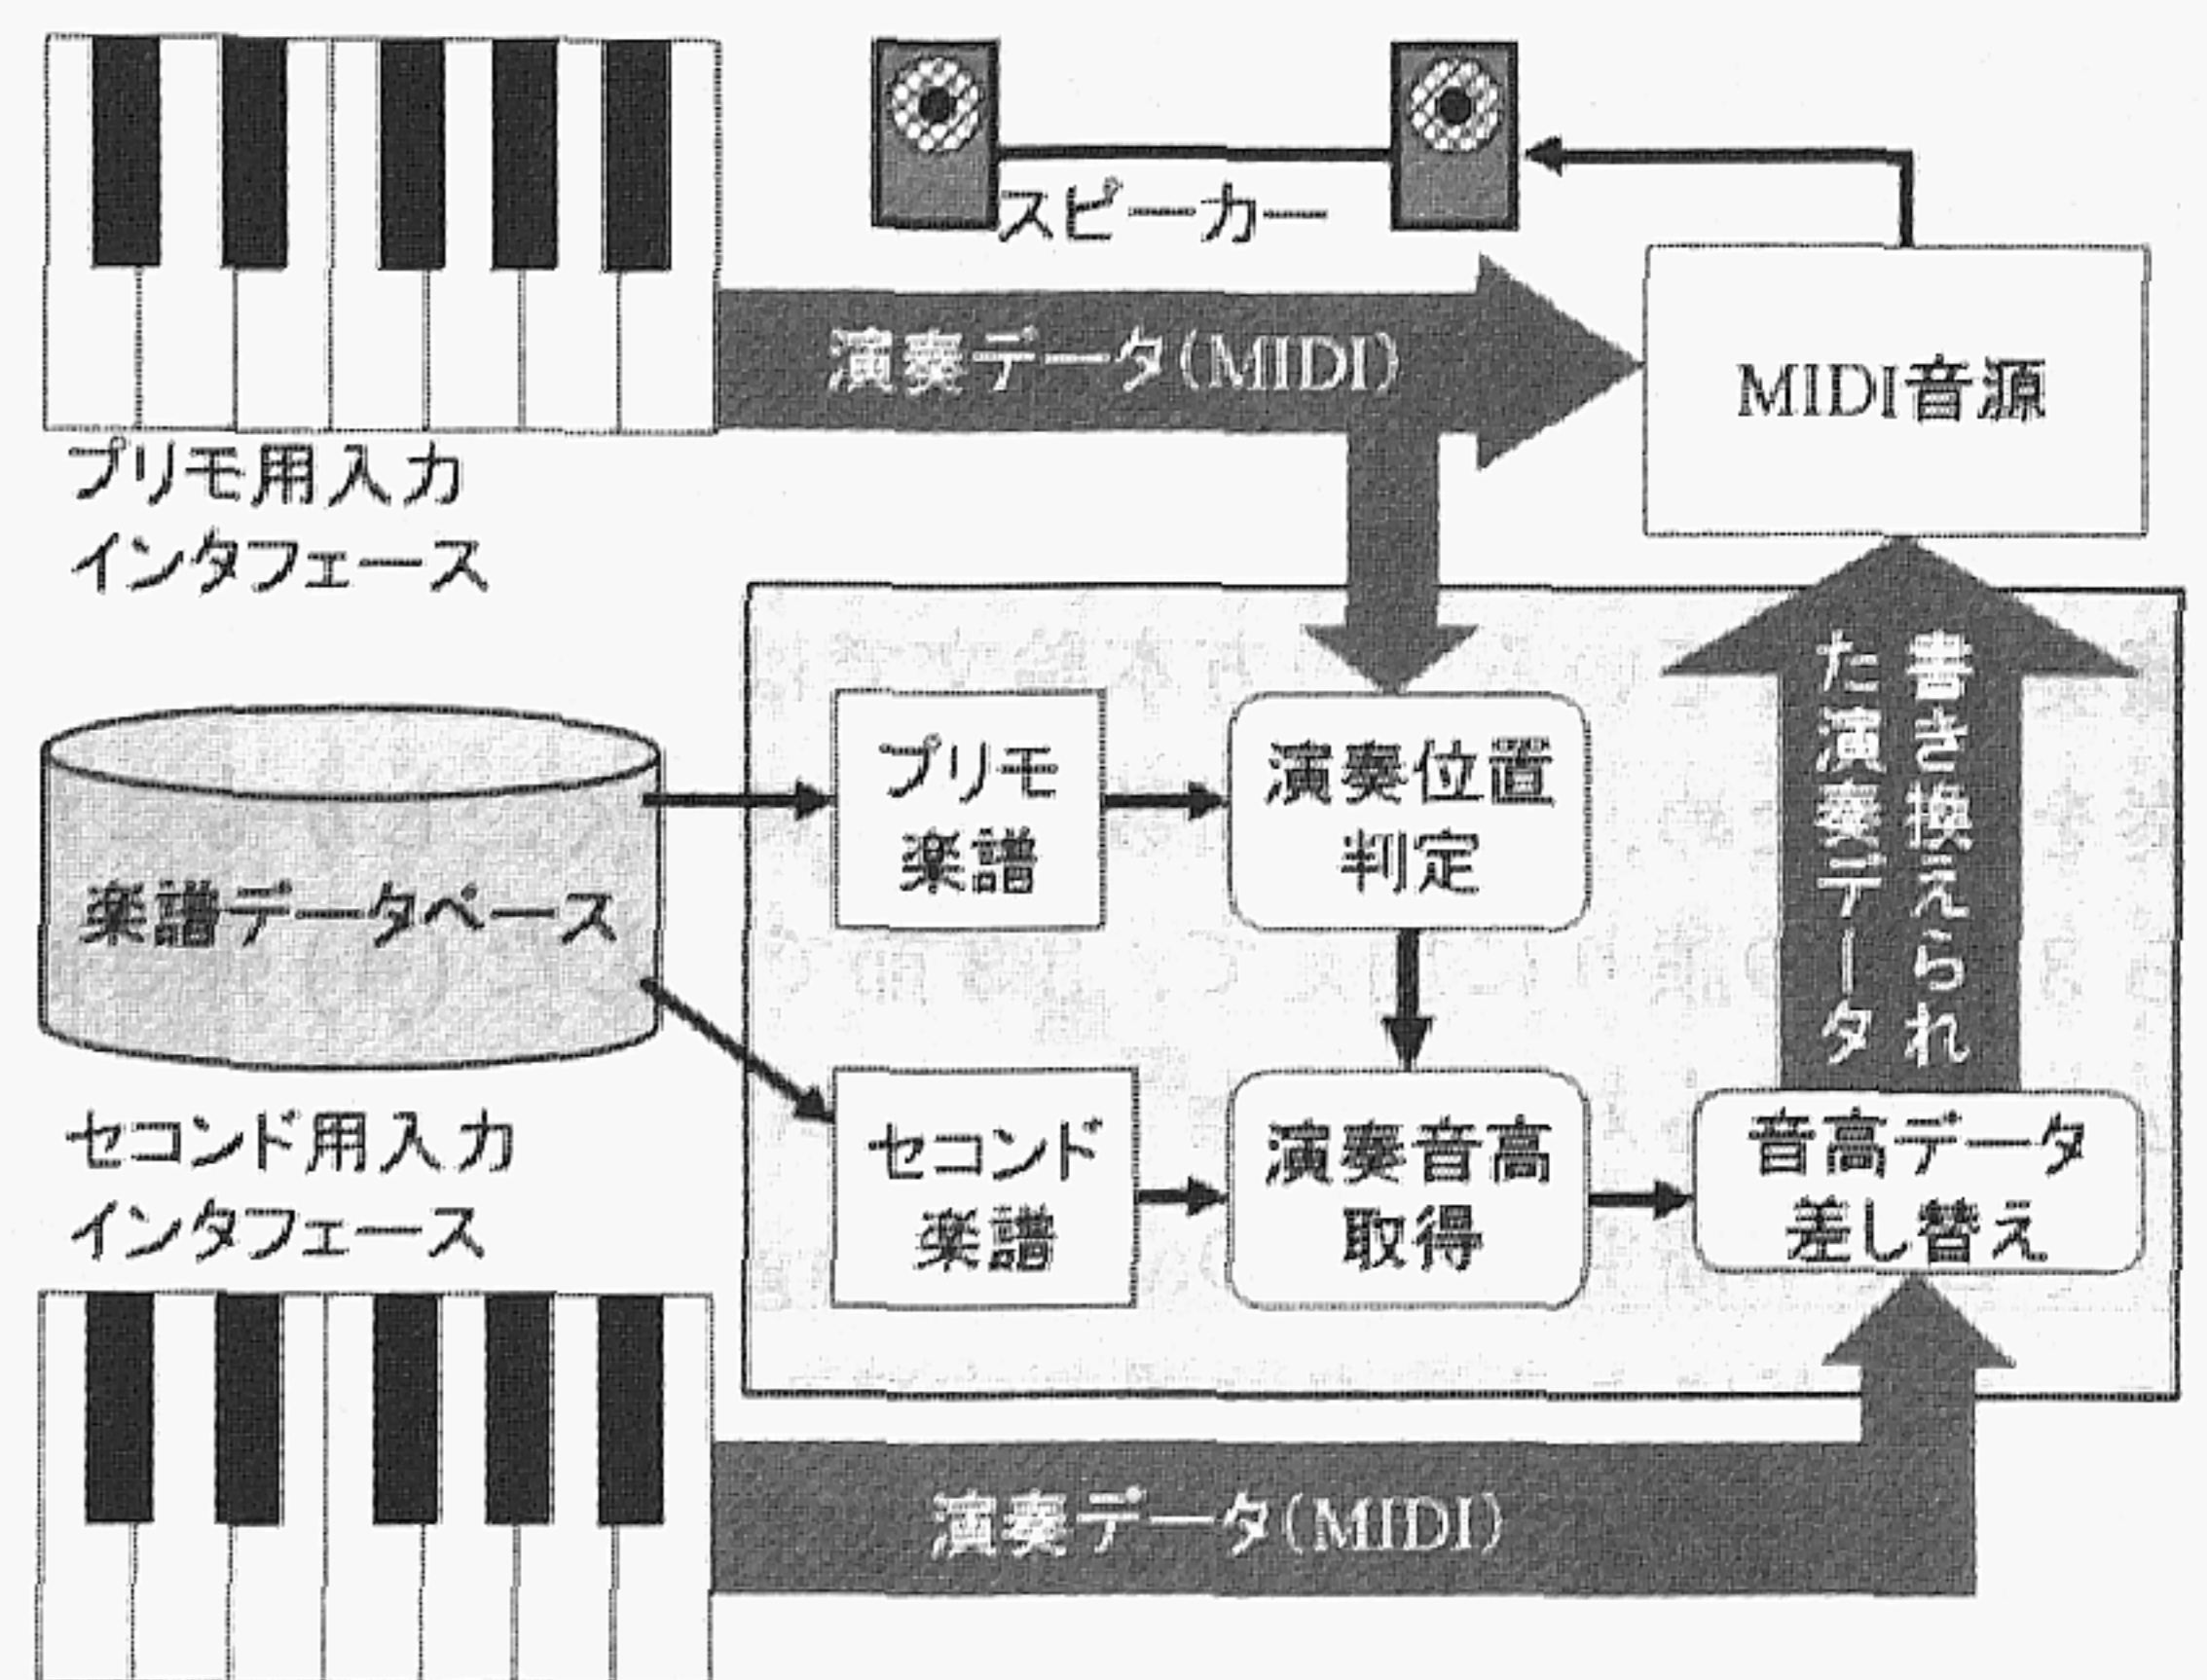 スピーカー
演奏データ(MIDI)
MIDI音源
プリモ用入力
インタフェース
書き換えられ
た演奏データ
プリモ
楽譜
演奏位置
判定
楽譜データベース
セコンド用入力
インタフェース
セコンド
楽譜
演奏音高
取得
音高データ
差し替え
演奏データ(MIDI)